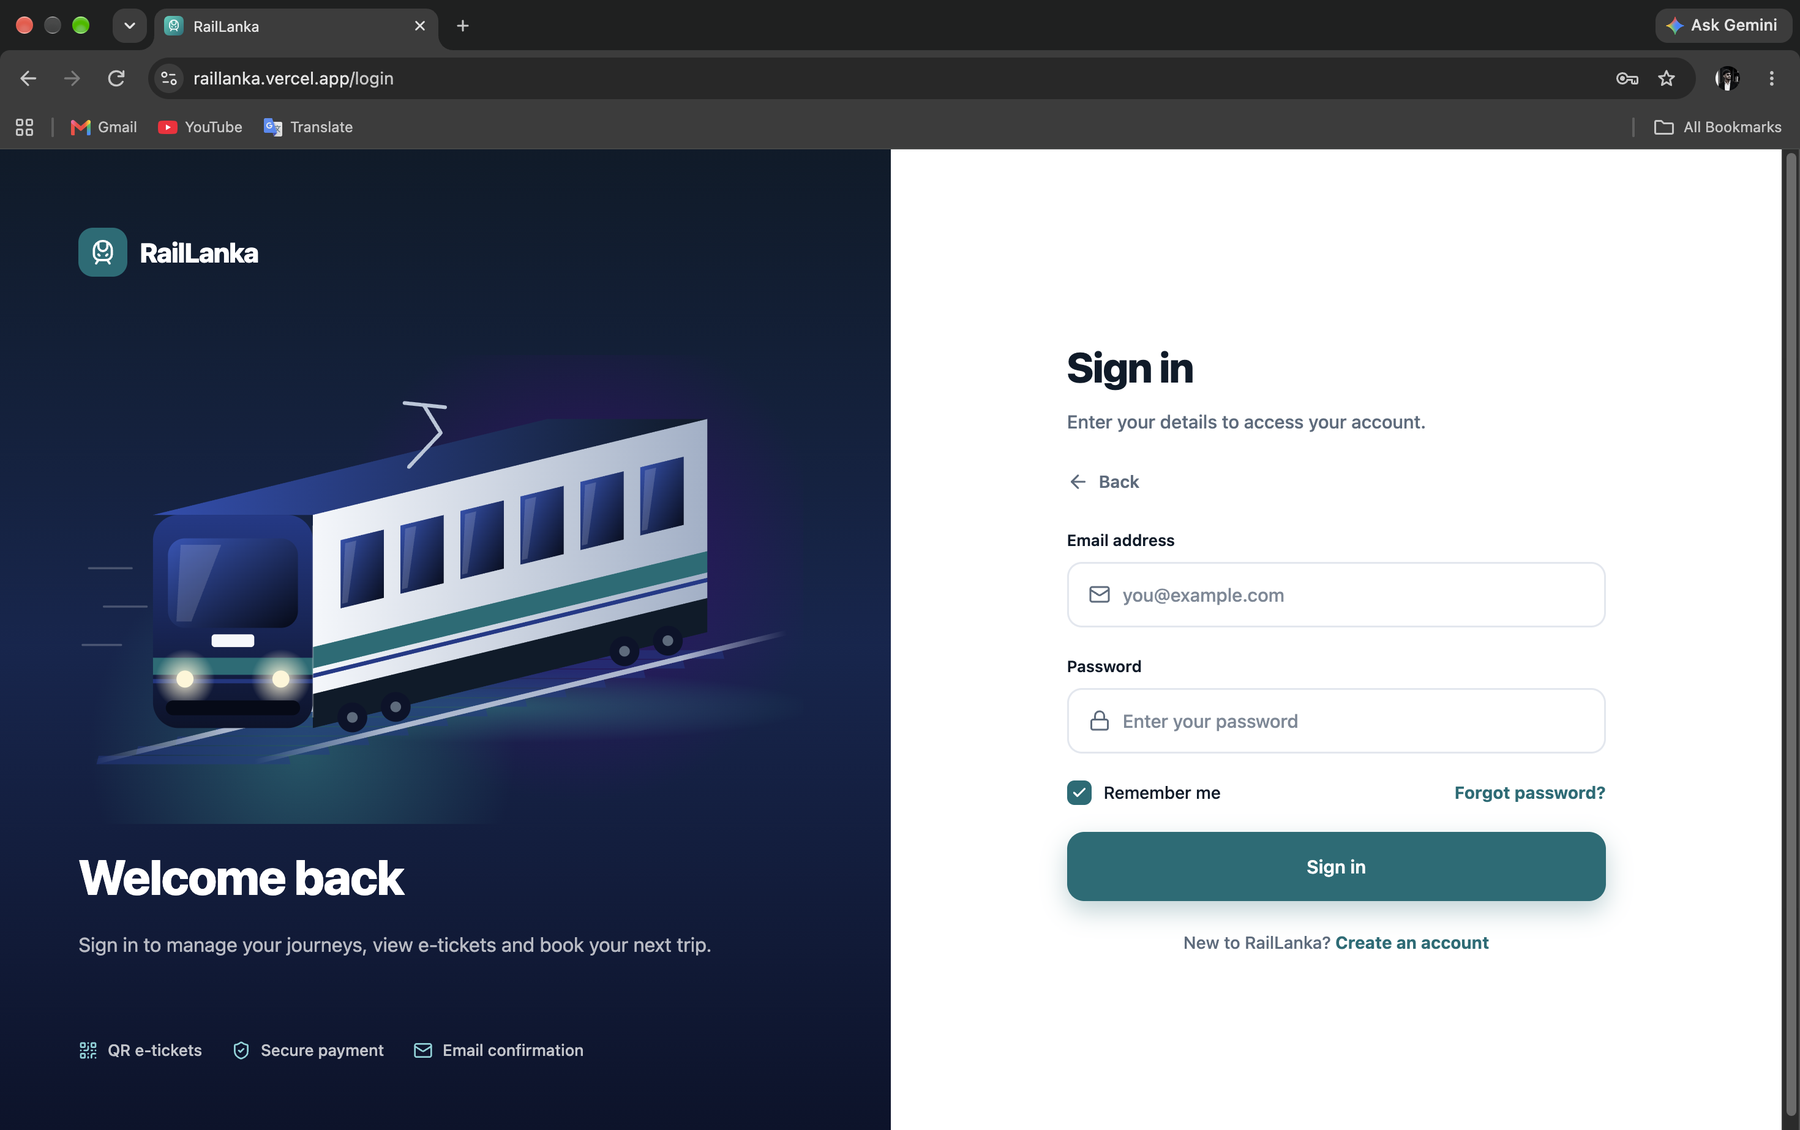 RailLanka
Ask Gemini
raillanka.vercel.app/login
Gmail
YouTube
Translate
All Bookmarks
RailLanka
Welcome back
Sign in to manage your journeys, view e-tickets and book your next trip.
QR e-tickets
Secure payment
Email confirmation
Sign in
Enter your details to access your account.
Back
Email address
you@example.com
Password
Enter your password
Remember me
Forgot password?
Sign in
New to RailLanka? Create an account